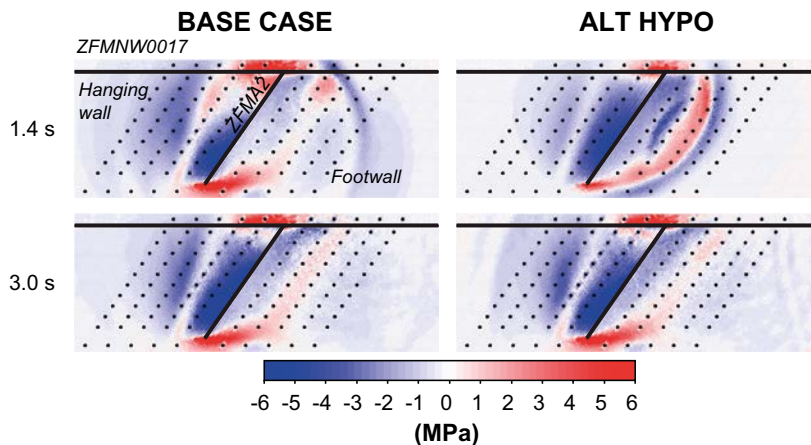 BASE CASE
ALT HYPO
ZFMNW0017
Hanging
wall
ZFMA2
Footwall
1.4 s
3.0 s
-6 -5 -4 -3 -2 -1 0 1 2 3 4 5 6
(MPa)